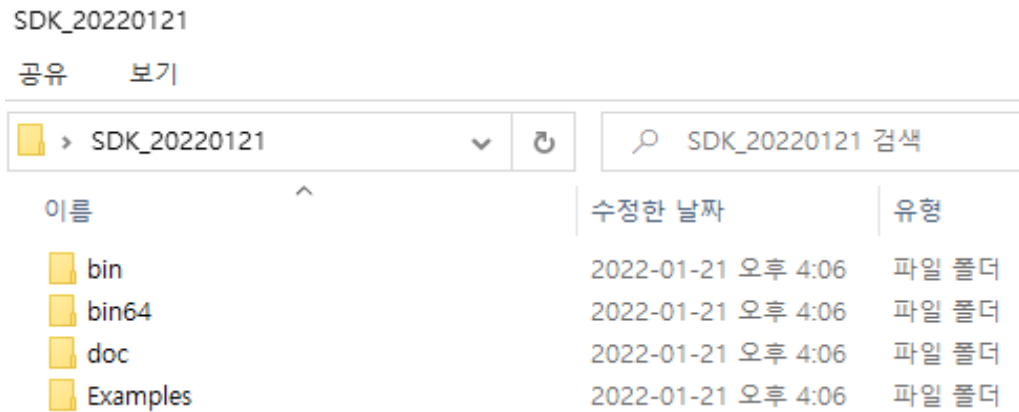 SDK_20220121
공유 보기
SDK_20220121 SDK_20220121 검색
이름 수정한 날짜 유형
bin 2022-01-21 오후 4:06 파일 폴더
bin64 2022-01-21 오후 4:06 파일 폴더
doc 2022-01-21 오후 4:06 파일 폴더
Examples 2022-01-21 오후 4:06 파일 폴더